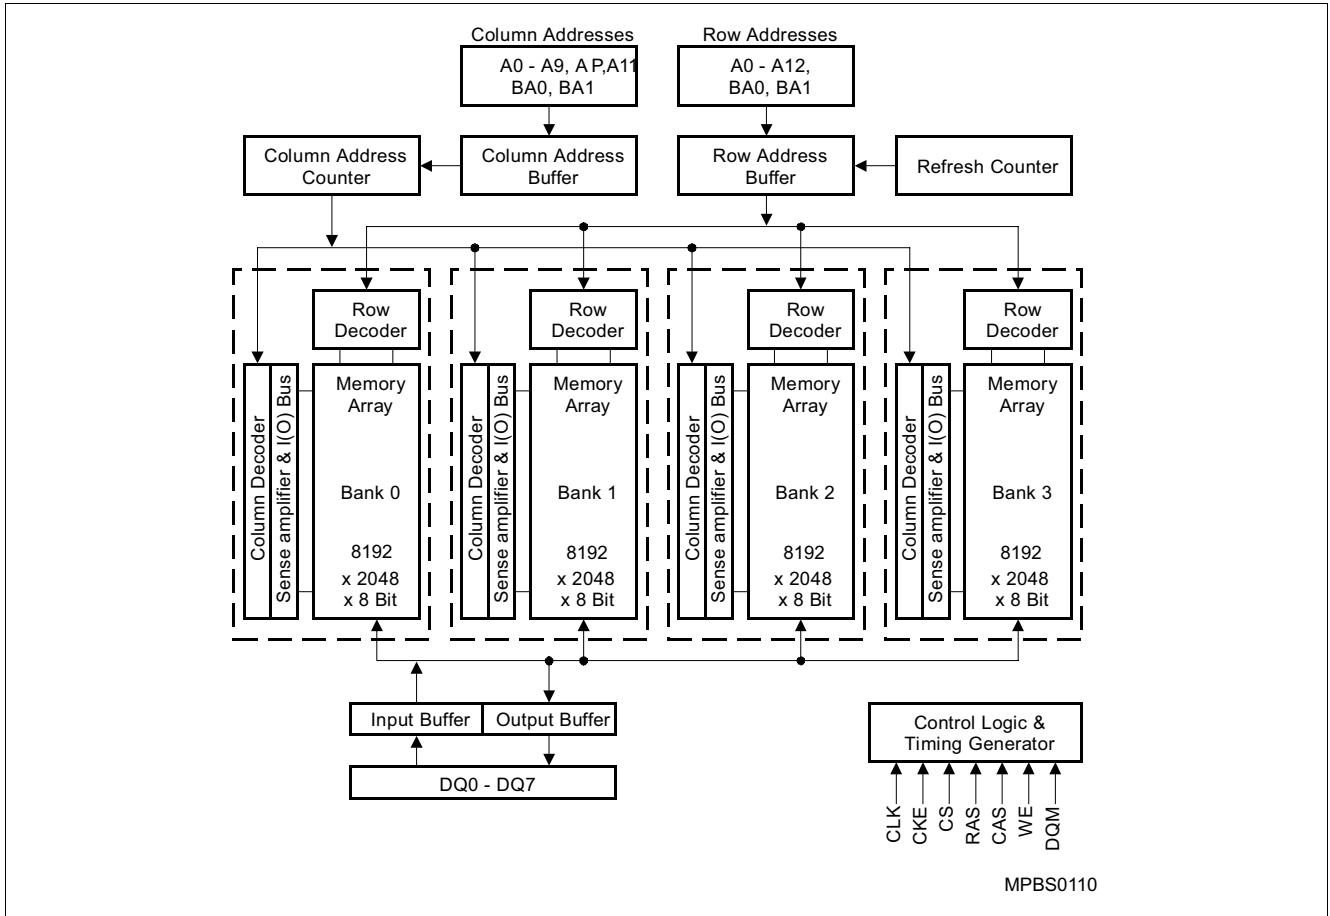 Column Addresses
Row Addresses
A0 - A9, AP,A11
BA0, BA1
A0 - A12,
BA0, BA1
Column Address
Counter
Column Address
Buffer
Row Address
Buffer
Refresh Counter
Row
Decoder
Row
Decoder
Row
Decoder
Row
Decoder
Column Decoder
Sense amplifier & I(O) Bus
Memory
Array
Bank 0
8192
x 2048
x 8 Bit
Column Decoder
Sense amplifier & I(O) Bus
Memory
Array
Bank 1
8192
x 2048
x 8 Bit
Column Decoder
Sense amplifier & I(O) Bus
Memory
Array
Bank 2
8192
x 2048
x 8 Bit
Column Decoder
Sense amplifier & I(O) Bus
Memory
Array
Bank 3
8192
x 2048
x 8 Bit
Input Buffer
Output Buffer
DQ0 - DQ7
Control Logic &
Timing Generator
CLK
CKE
CS
RAS
CAS
WE
DQM
MPBS0110